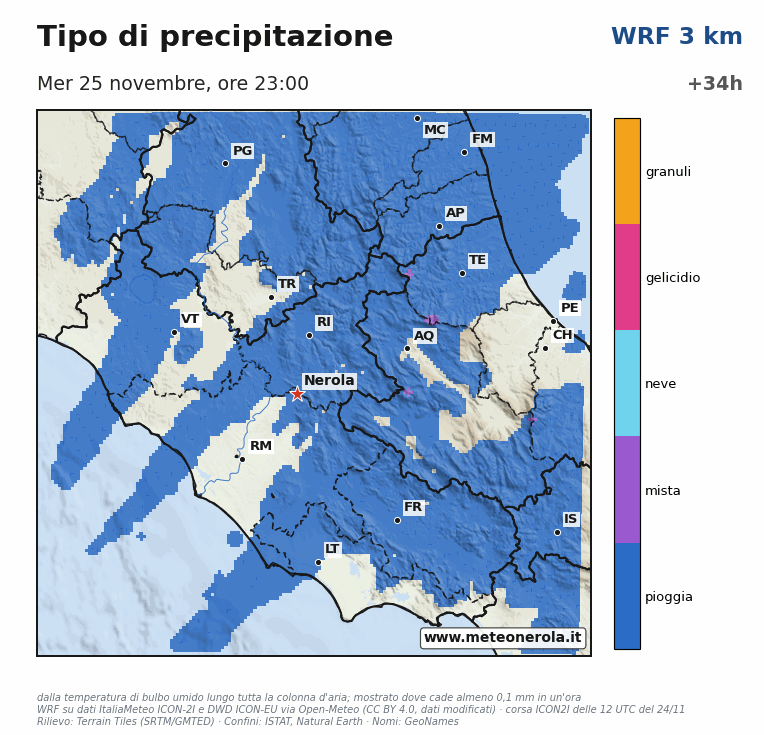 Tipo di precipitazione
WRF 3 km
Mer 25 novembre, ore 23:00
+34h
MC
FM
PG
AP
TE
TR
PE
VT
RI
AQ
CH
Nerola
RM
FR
IS
LT
www.meteonerola.it
granuli
gelicidio
neve
mista
pioggia
dalla temperatura di bulbo umido lungo tutta la colonna d'aria; mostrato dove cade almeno 0,1 mm in un'ora
WRF su dati ItaliaMeteo ICON-2I e DWD ICON-EU via Open-Meteo (CC BY 4.0, dati modificati) · corsa ICON2I delle 12 UTC del 24/11
Rilievo: Terrain Tiles (SRTM/GMTED) · Confini: ISTAT, Natural Earth · Nomi: GeoNames